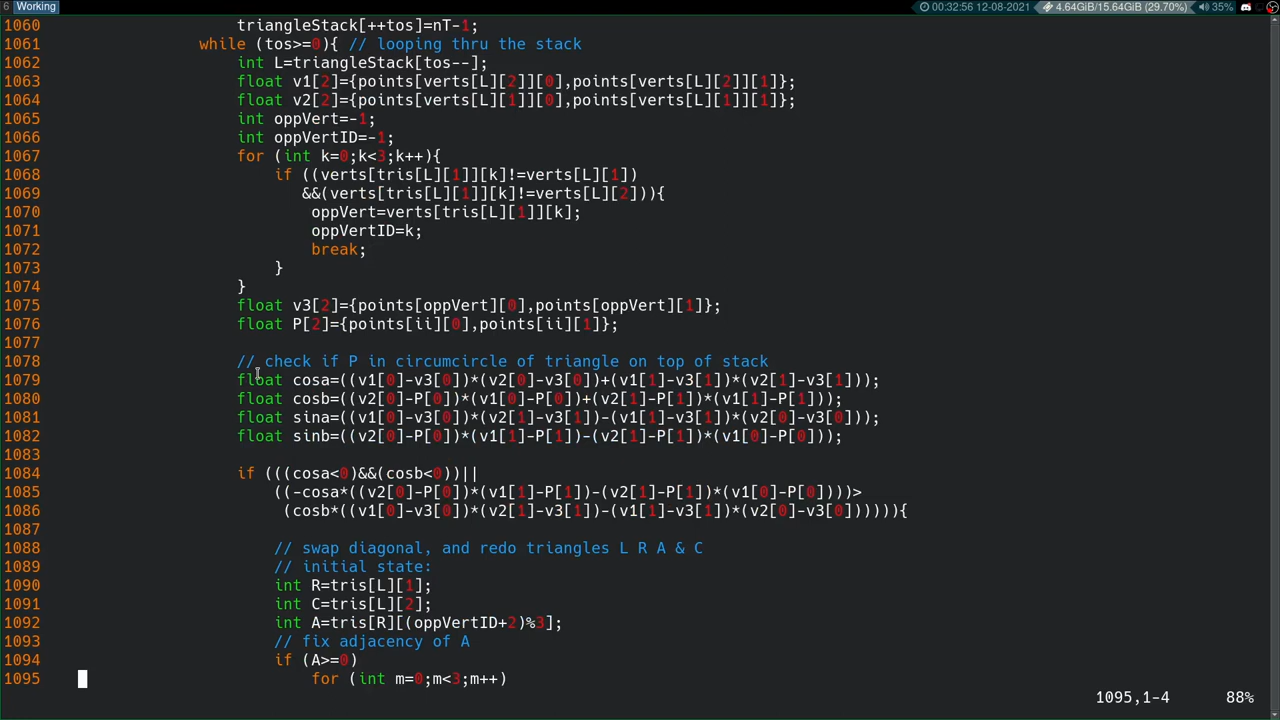 6 Working 00:32:56 12-08-2021 4.64GiB/15.64GiB (29.70%) 35%
1060 triangleStack[++tos]=nT-1;
1061 while (tos>=0){ // looping thru the stack
1062 int L=triangleStack[tos--];
1063 float v1[2]={points[verts[L][2]][0],points[verts[L][2]][1]};
1064 float v2[2]={points[verts[L][1]][0],points[verts[L][1]][1]};
1065 int oppVert=-1;
1066 int oppVertID=-1;
1067 for (int k=0;k<3;k++){
1068 if ((verts[tris[L][1]][k]!=verts[L][1])
1069 &&(verts[tris[L][1]][k]!=verts[L][2])){
1070 oppVert=verts[tris[L][1]][k];
1071 oppVertID=k;
1072 break;
1073 }
1074 }
1075 float v3[2]={points[oppVert][0],points[oppVert][1]};
1076 float P[2]={points[ii][0],points[ii][1]};
1077
1078 // check if P in circumcircle of triangle on top of stack
1079 float cosa=((v1[0]-v3[0])*(v2[0]-v3[0])+(v1[1]-v3[1])*(v2[1]-v3[1]));
1080 float cosb=((v2[0]-P[0])*(v1[0]-P[0])+(v2[1]-P[1])*(v1[1]-P[1]));
1081 float sina=((v1[0]-v3[0])*(v2[1]-v3[1])-(v1[1]-v3[1])*(v2[0]-v3[0]));
1082 float sinb=((v2[0]-P[0])*(v1[1]-P[1])-(v2[1]-P[1])*(v1[0]-P[0]));
1083
1084 if (((cosa<0)&&(cosb<0))||
1085 ((-cosa*((v2[0]-P[0])*(v1[1]-P[1])-(v2[1]-P[1])*(v1[0]-P[0])))>
1086 (cosb*((v1[0]-v3[0])*(v2[1]-v3[1])-(v1[1]-v3[1])*(v2[0]-v3[0]))))){
1087
1088 // swap diagonal, and redo triangles L R A & C
1089 // initial state:
1090 int R=tris[L][1];
1091 int C=tris[L][2];
1092 int A=tris[R][(oppVertID+2)%3];
1093 // fix adjacency of A
1094 if (A>=0)
1095 for (int m=0;m<3;m++)
1095,1-4 88%